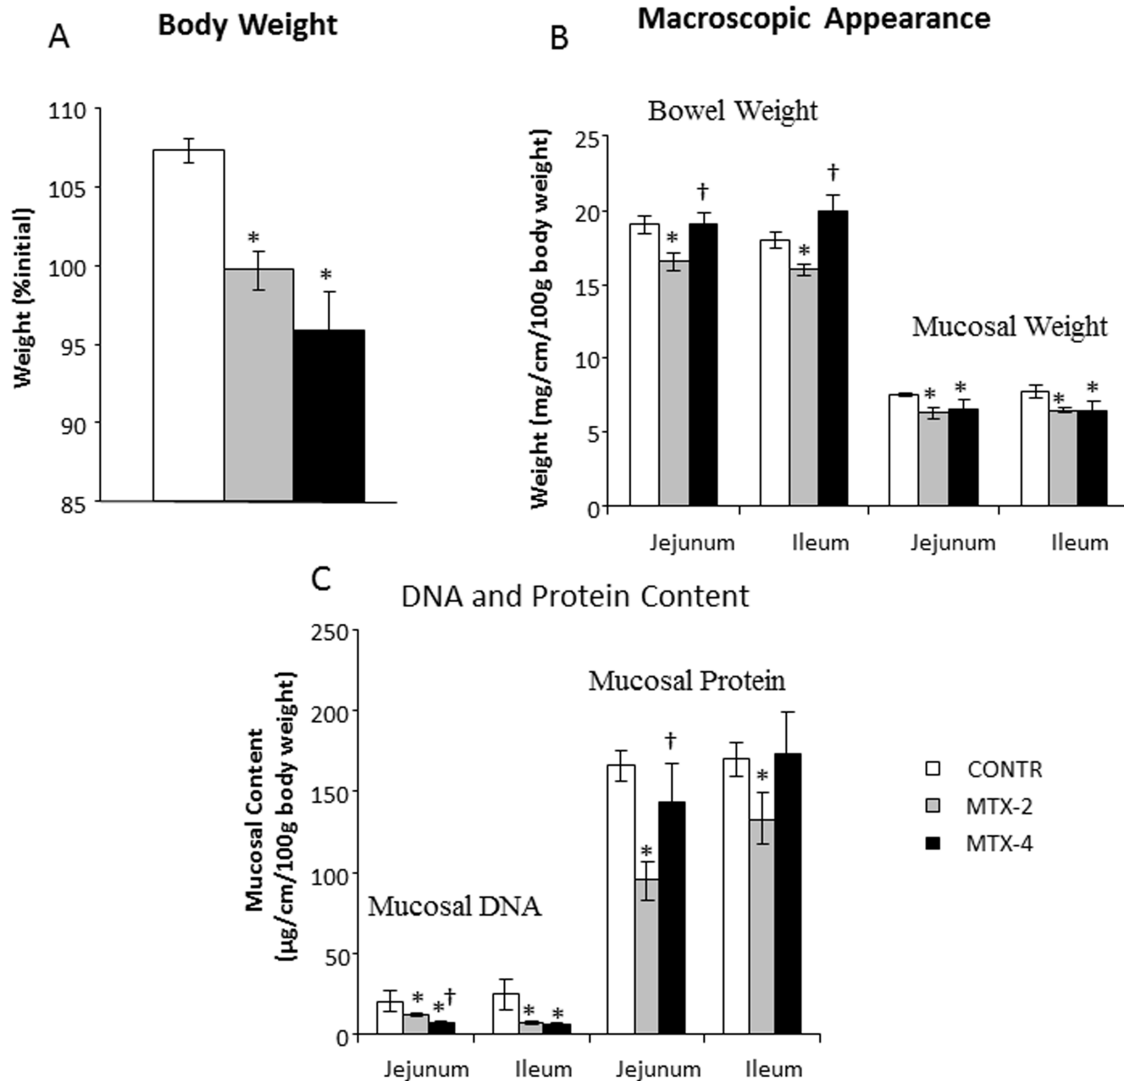 A
Body Weight
Weight (%initial)
110
105
100
95
90
85
*
*
B
Macroscopic Appearance
Bowel Weight
Mucosal Weight
Weight (mg/cm/100g body weight)
25
20
15
10
5
0
*
†
*
†
*
*
*
*
Jejunum
Ileum
Jejunum
Ileum
C
DNA and Protein Content
Mucosal Content
(µg/cm/100g body weight)
250
200
150
100
50
0
Mucosal DNA
Mucosal Protein
*
*†
*
*
*
†
*
Jejunum
Ileum
Jejunum
Ileum
CONTR
MTX-2
MTX-4